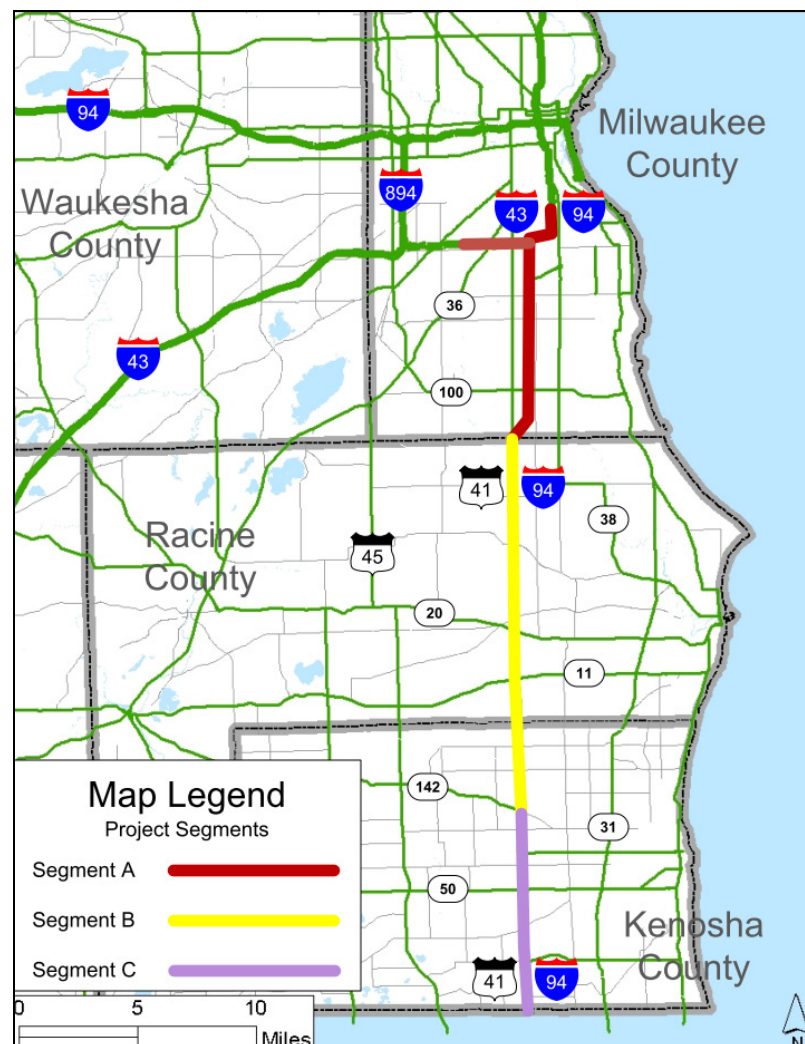 94
Milwaukee
County
894
43
94
Waukesha
County
36
43
100
41
94
38
Racine
County
45
20
11
142
31
50
Kenosha
County
41
94
Map Legend
Project Segments
Segment A
Segment B
Segment C
0 5 10
Miles
N